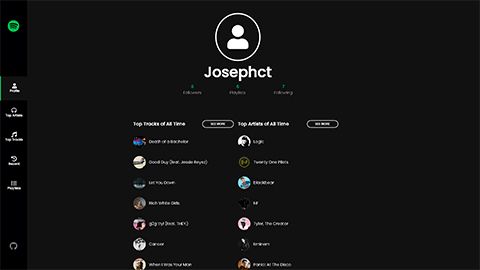 Josephct
Followers
Playlists
7
Following
Profile
Top Artists
Top Tracks
Recent
Playlists
Top Tracks of All Time
SEE MORE
Death of a Bachelor
Good Guy (feat. Jessie Reyez)
Let You Down
Rich White Girls
Cancer
When I Was Your Man
Top Artists of All Time
SEE MORE
Logic
Twenty One Pilots
blackbear
NF
Tyler, The Creator
Eminem
Panic! At The Disco